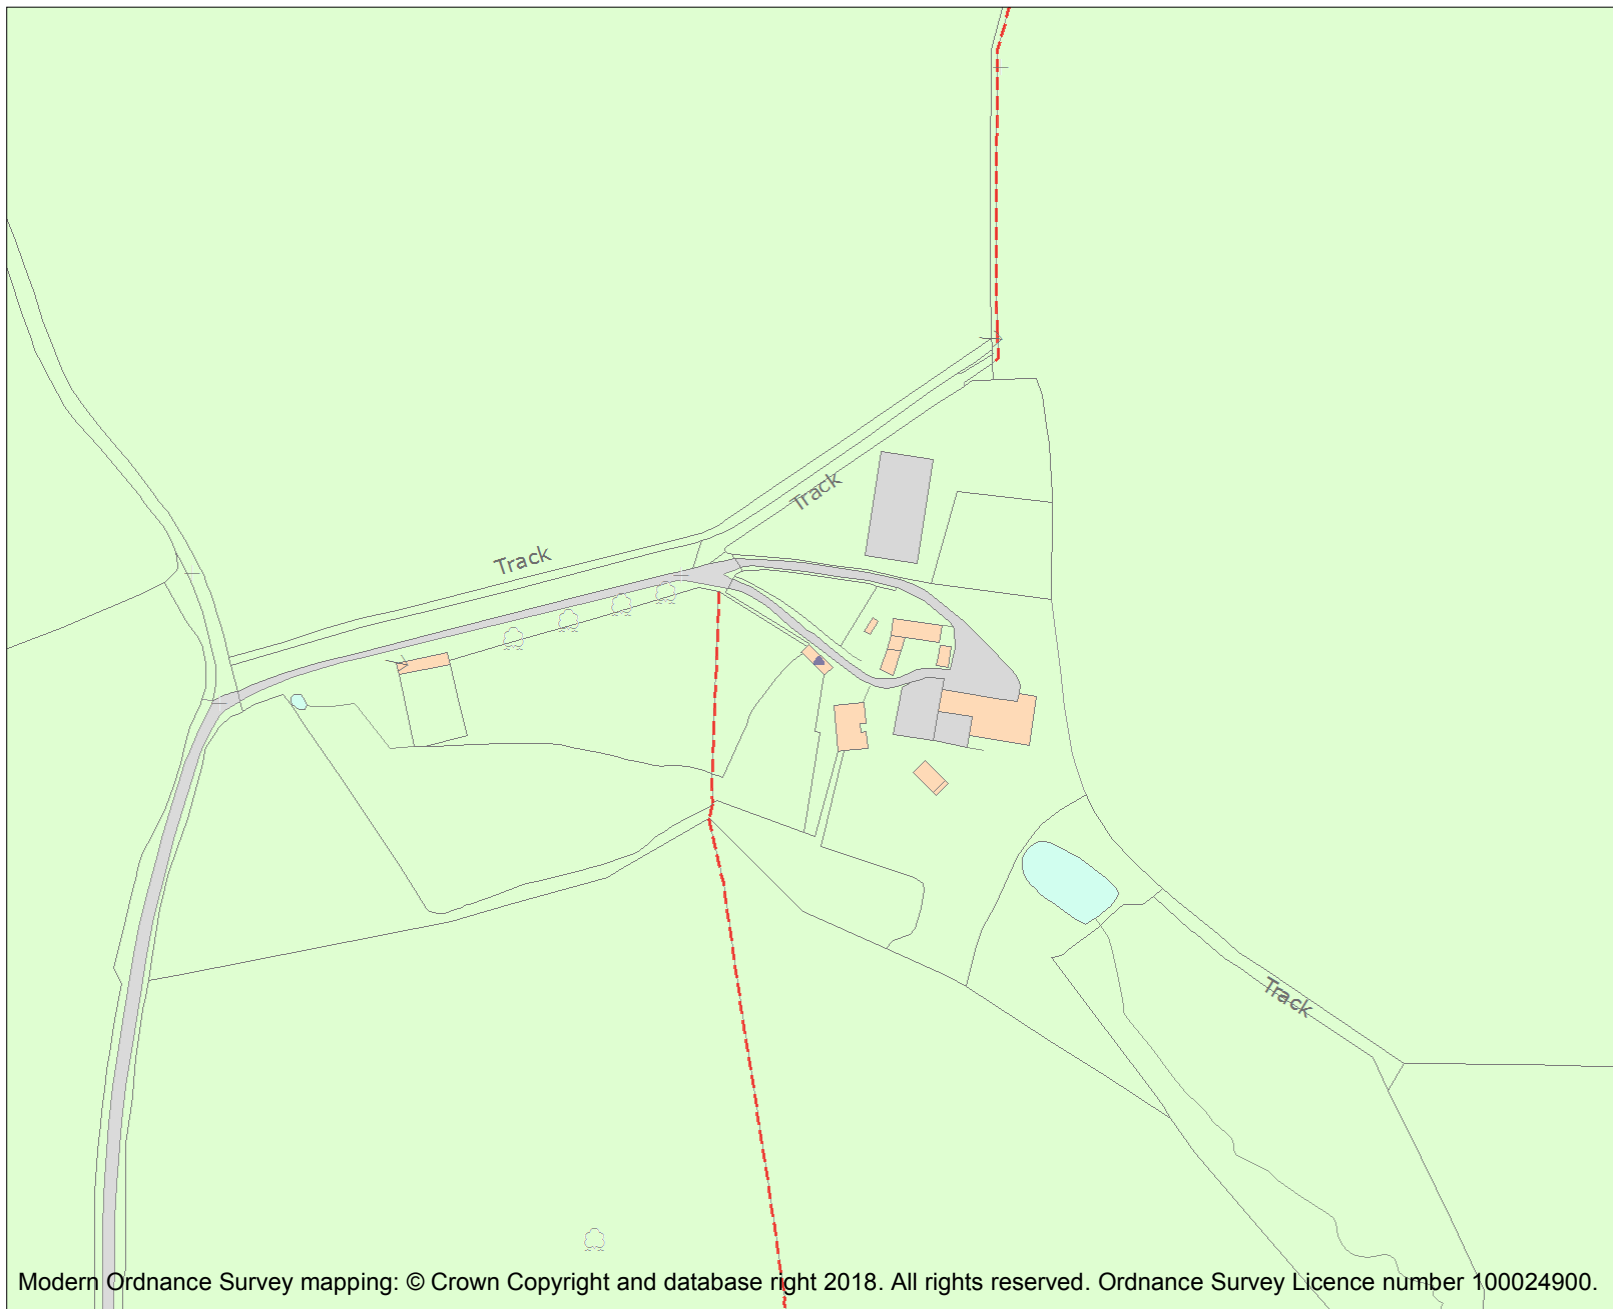 Track
Track
Track
Modern Ordnance Survey mapping: © Crown Copyright and database right 2018. All rights reserved. Ordnance Survey Licence number 100024900.